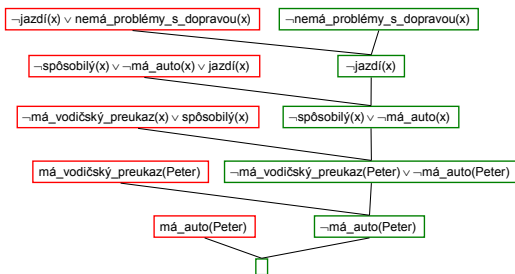 ¬jazdí(x) ∨ nemá_problémy_s_dopravou(x)
¬nemá_problémy_s_dopravou(x)
¬spôsobilý(x) ∨ ¬má_auto(x) ∨ jazdí(x)
¬jazdí(x)
¬má_vodičský_preukaz(x) ∨ spôsobilý(x)
¬spôsobilý(x) ∨ ¬má_auto(x)
má_vodičský_preukaz(Peter)
¬má_vodičský_preukaz(Peter) ∨ ¬má_auto(Peter)
má_auto(Peter)
¬má_auto(Peter)